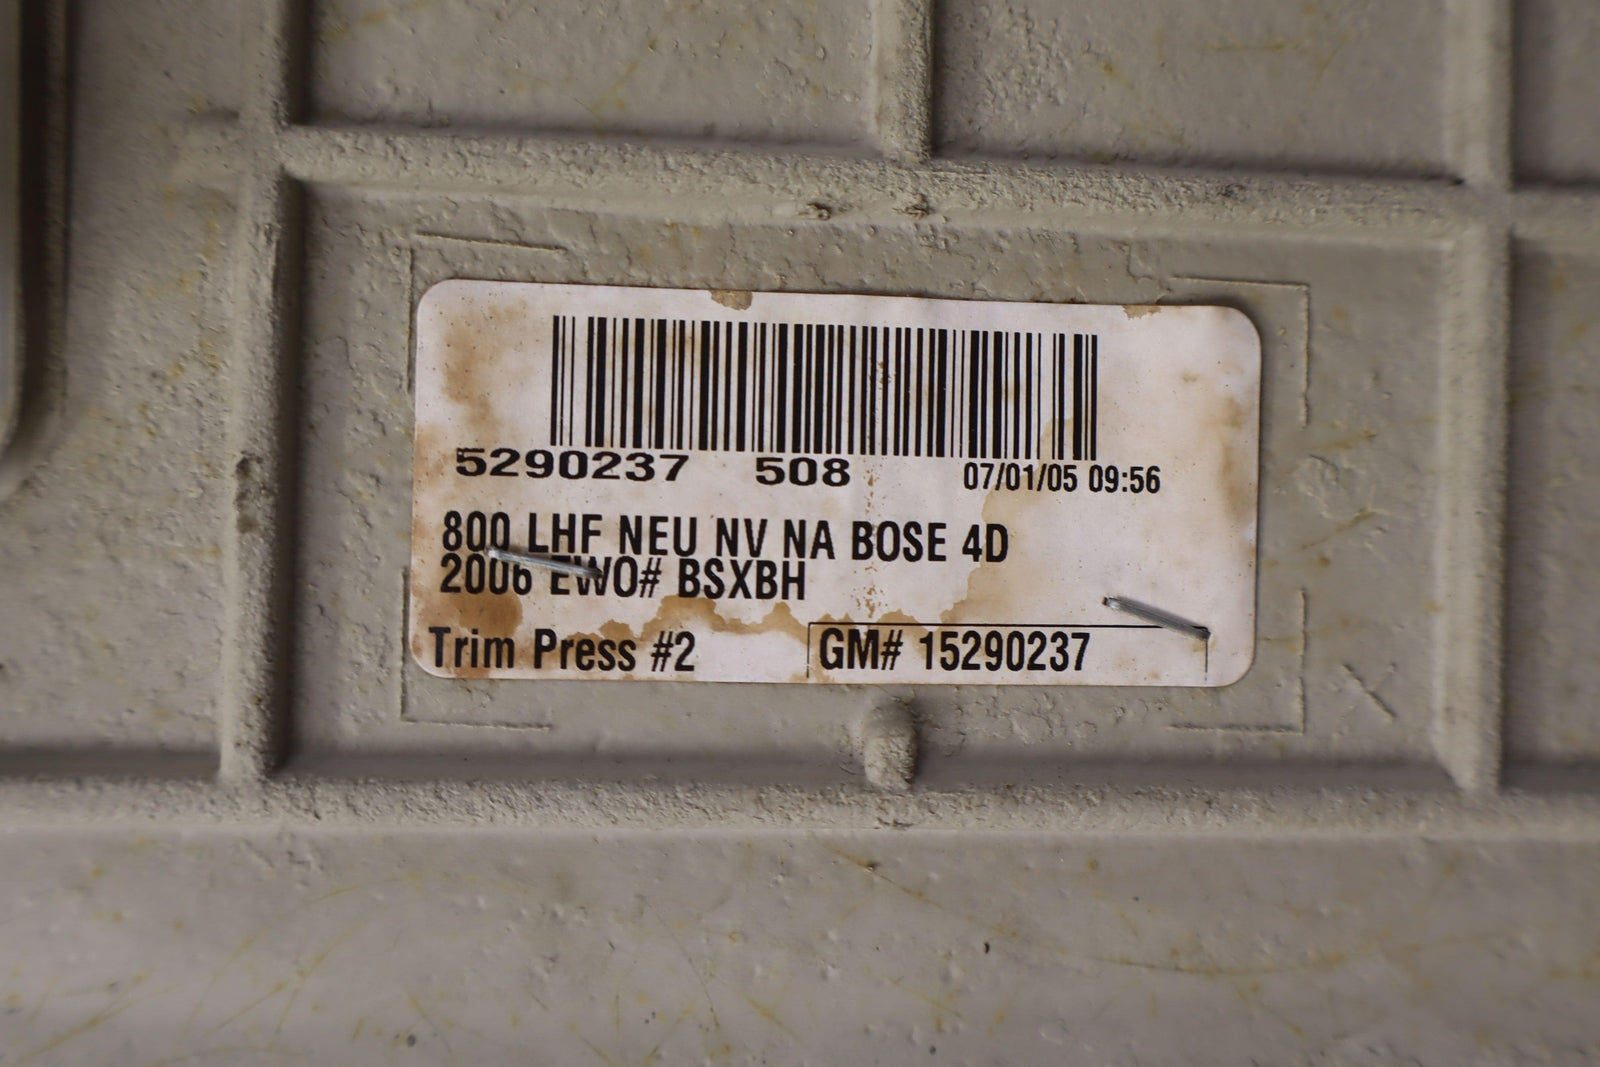 5290237 508 07/01/05 09:56
800 LHF NEU NV NA BOSE 4D
2006 EWO# BSXBH
Trim Press #2 GM# 15290237